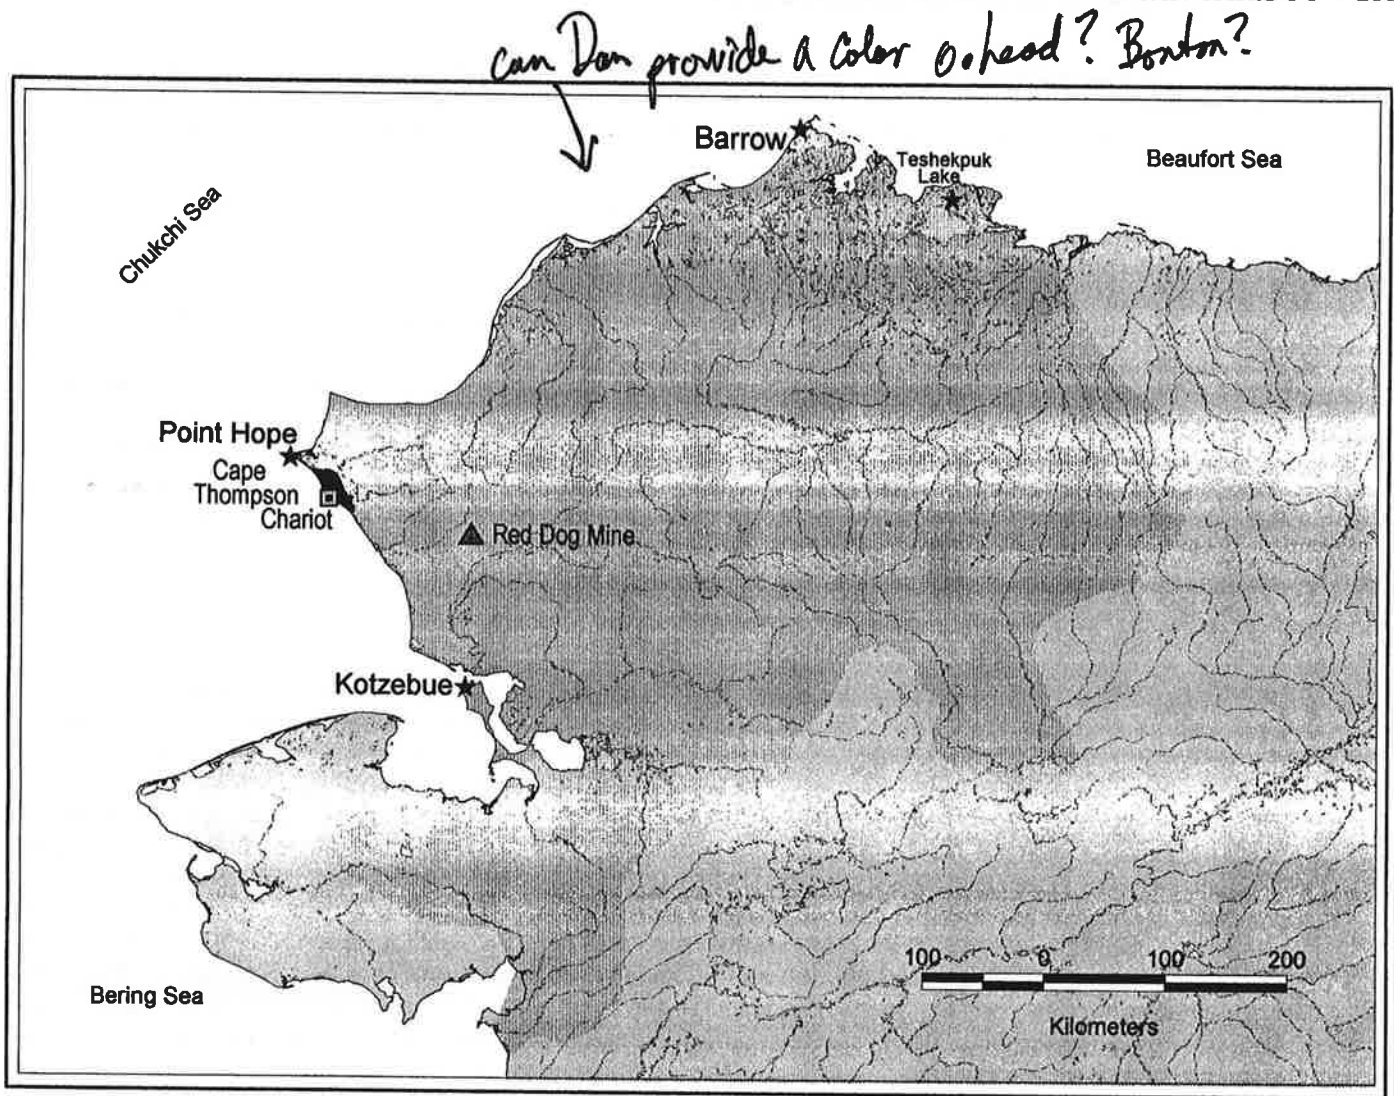 can Dan provide a Color o.head?
Barrow
Teshekpuk
Lake
Beaufort Sea
Chukchi Sea
Point Hope
Cape
Thompson
Chariot
Red Dog Mine
Kotzebue
100 0 100 200
Bering Sea
Kilometers